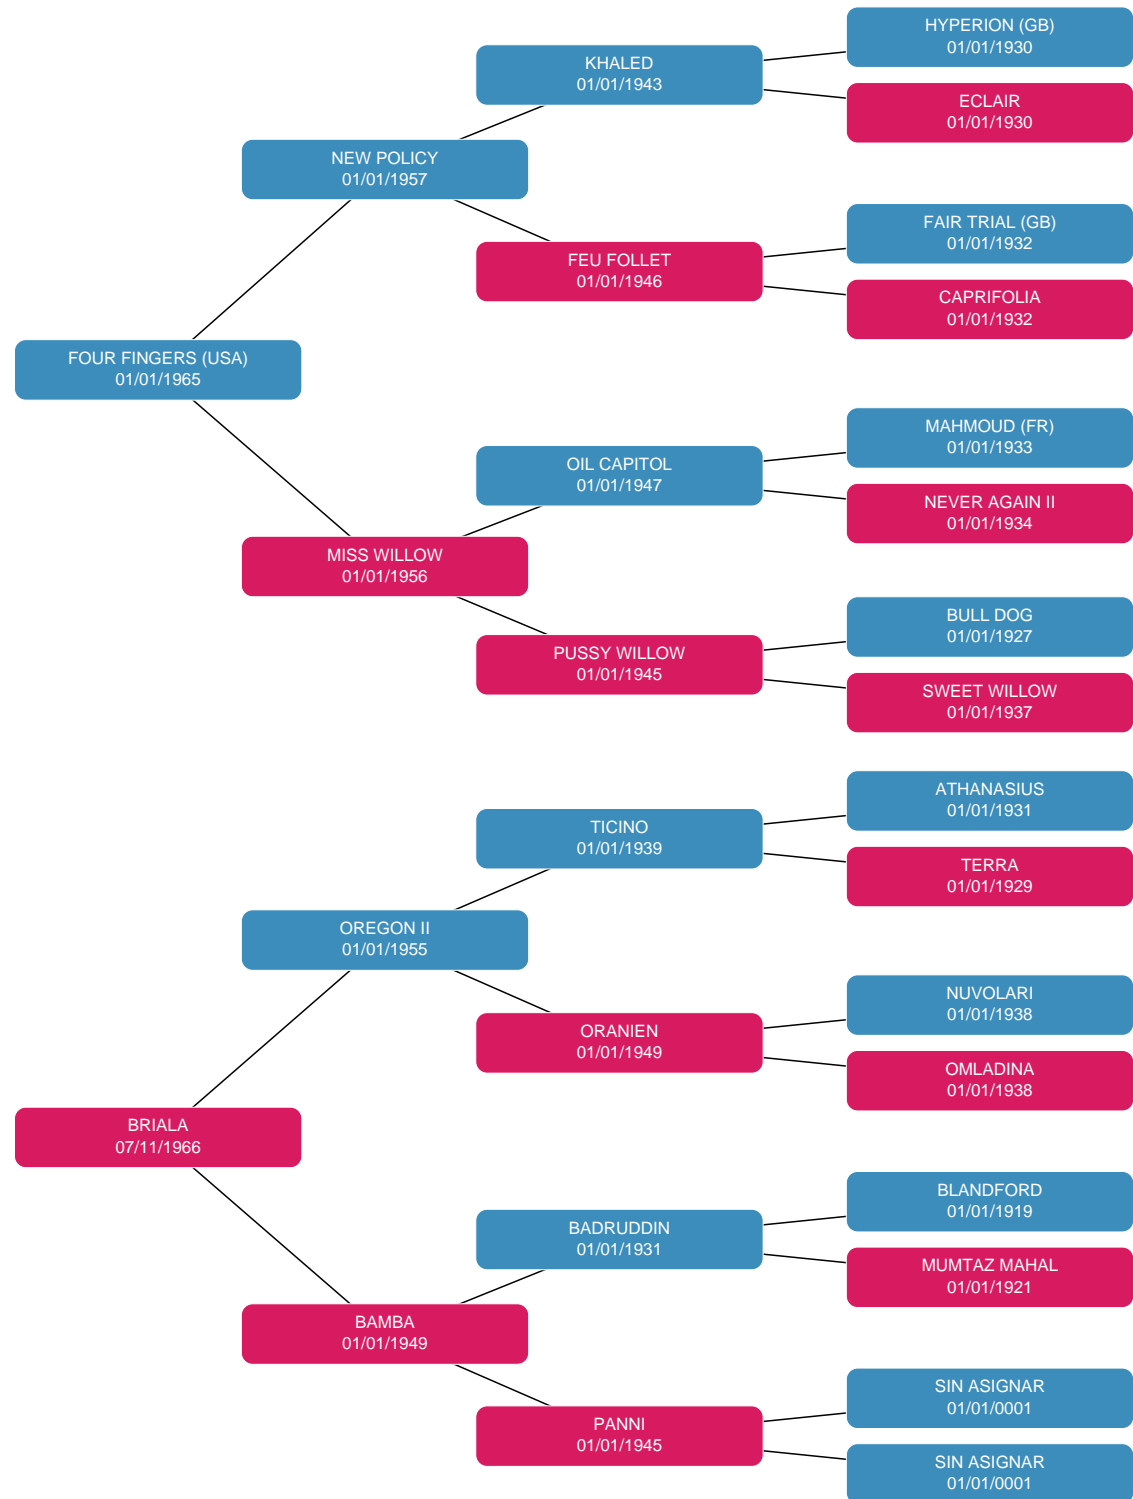 HYPERION (GB)
01/01/1930
KHALED
01/01/1943
ECLAIR
01/01/1930
NEW POLICY
01/01/1957
FAIR TRIAL (GB)
01/01/1932
FEU FOLLET
01/01/1946
CAPRIFOLIA
01/01/1932
FOUR FINGERS (USA)
01/01/1965
MAHMOUD (FR)
01/01/1933
OIL CAPITOL
01/01/1947
NEVER AGAIN II
01/01/1934
MISS WILLOW
01/01/1956
BULL DOG
01/01/1927
PUSSY WILLOW
01/01/1945
SWEET WILLOW
01/01/1937
ATHANASIUS
01/01/1931
TICINO
01/01/1939
TERRA
01/01/1929
OREGON II
01/01/1955
NUVOLARI
01/01/1938
ORANIEN
01/01/1949
OMLADINA
01/01/1938
BRIALA
07/11/1966
BLANDFORD
01/01/1919
BADRUDDIN
01/01/1931
MUMTAZ MAHAL
01/01/1921
BAMBA
01/01/1949
SIN ASIGNAR
01/01/0001
PANNI
01/01/1945
SIN ASIGNAR
01/01/0001